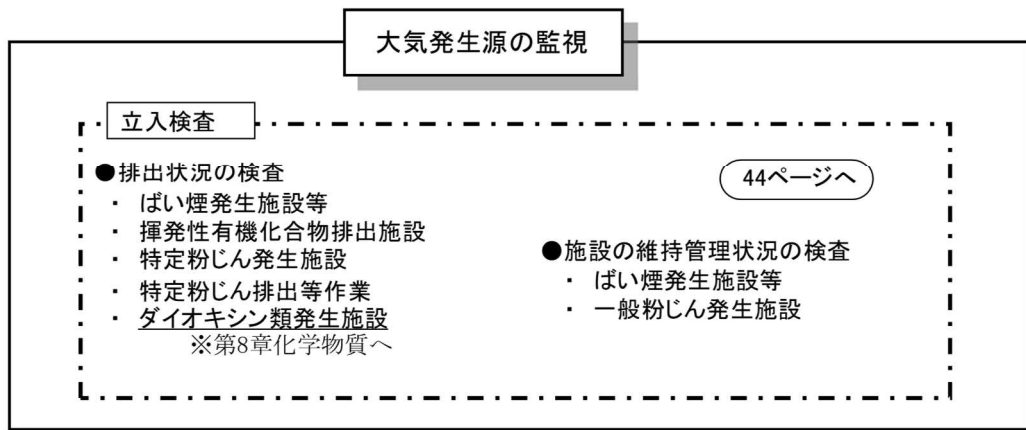 大気発生源の監視
立入検査
●排出状況の検査
・ ばい煙発生施設等
・ 揮発性有機化合物排出施設
・ 特定粉じん発生施設
・ 特定粉じん排出等作業
・ ダイオキシン類発生施設
※第8章化学物質へ
44ページへ
●施設の維持管理状況の検査
・ ばい煙発生施設等
・ 一般粉じん発生施設